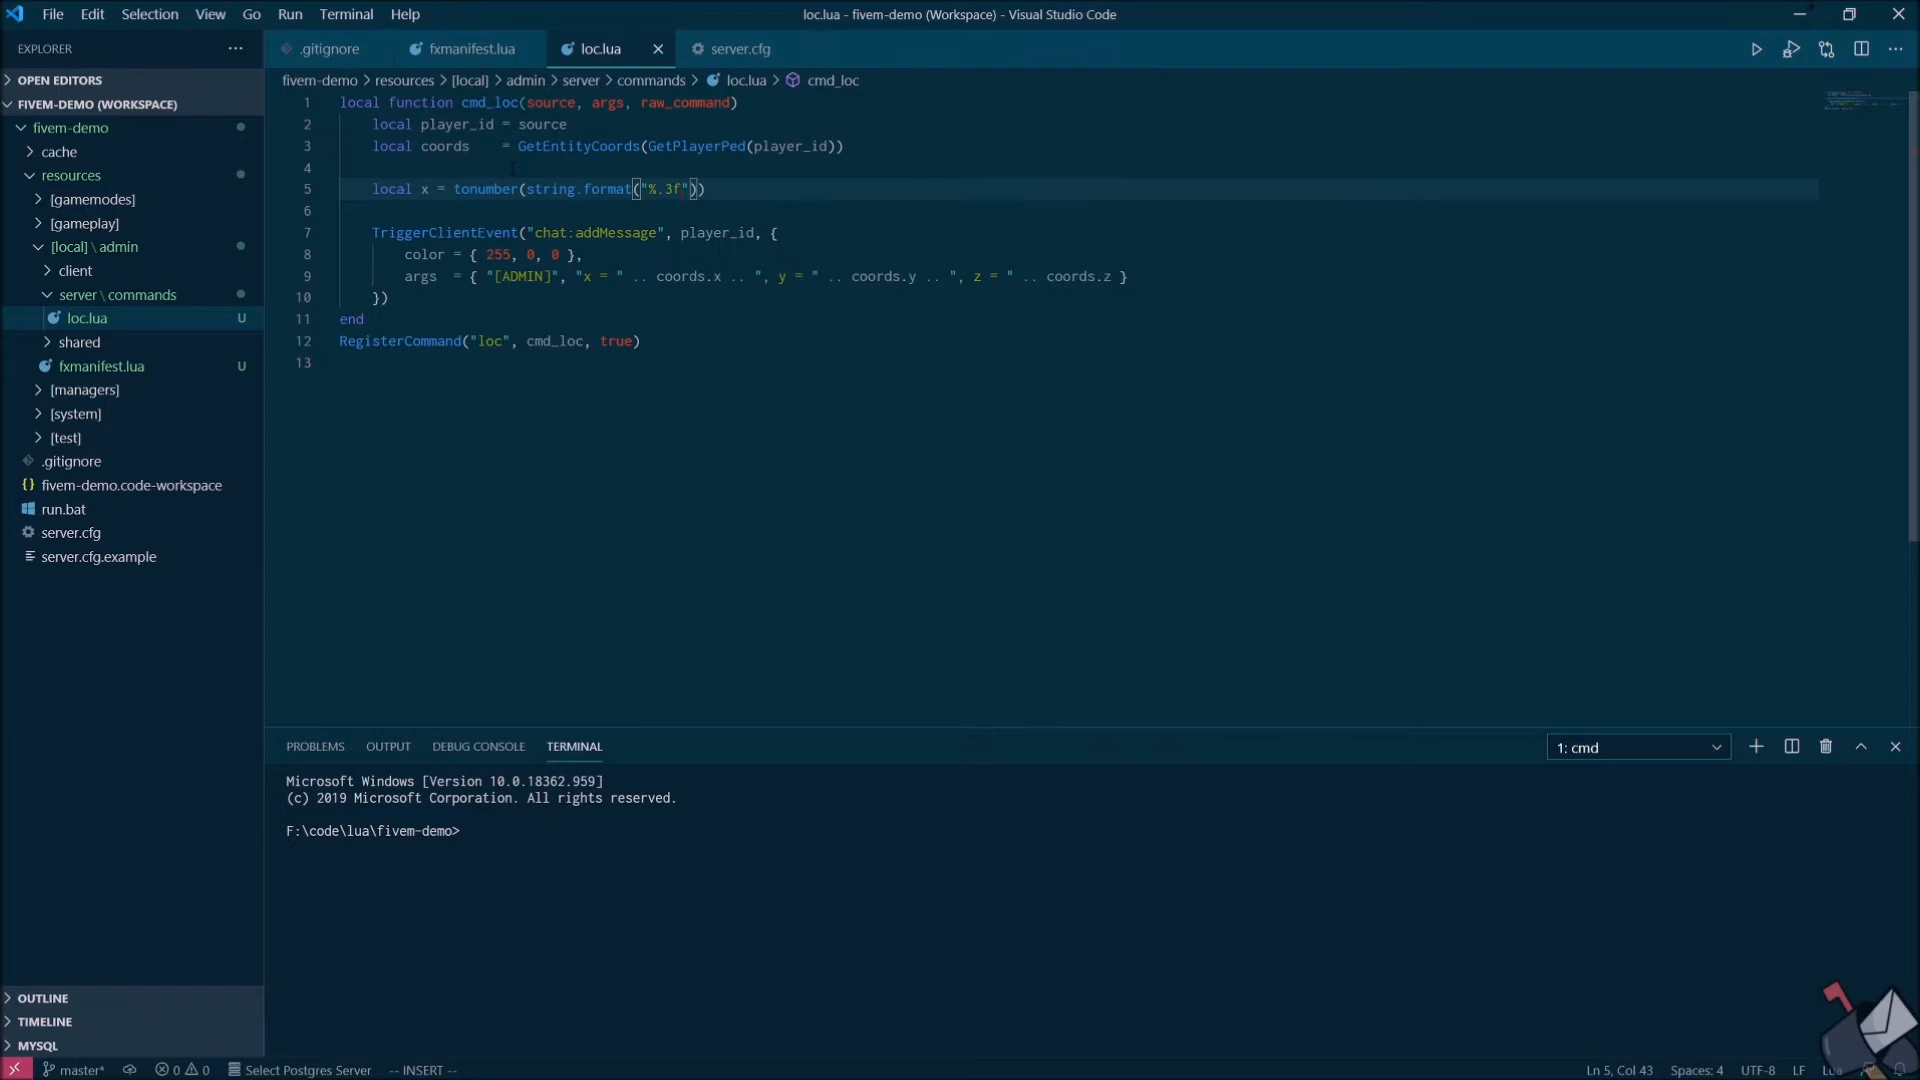 File Edit Selection View Go Run Terminal Help
loc.lua - fivem-demo (Workspace) - Visual Studio Code
EXPLORER
.gitignore
fxmanifest.lua
loc.lua
server.cfg
OPEN EDITORS
FIVEM-DEMO (WORKSPACE)
fivem-demo
cache
resources
[gamemodes]
[gameplay]
[local] \ admin
client
server \ commands
loc.lua U
shared
fxmanifest.lua U
[managers]
[system]
[test]
.gitignore
fivem-demo.code-workspace
run.bat
server.cfg
server.cfg.example
OUTLINE
TIMELINE
MYSQL
fivem-demo > resources > [local] > admin > server > commands > loc.lua > cmd_loc
1 local function cmd_loc(source, args, raw_command)
2 local player_id = source
3 local coords = GetEntityCoords(GetPlayerPed(player_id))
4
5 local x = tonumber(string.format("%.3f"))
6
7 TriggerClientEvent("chat:addMessage", player_id, {
8 color = { 255, 0, 0 },
9 args = { "[ADMIN]", "x = " .. coords.x .. ", y = " .. coords.y .. ", z = " .. coords.z }
10 })
11 end
12 RegisterCommand("loc", cmd_loc, true)
13
PROBLEMS OUTPUT DEBUG CONSOLE TERMINAL
1: cmd
Microsoft Windows [Version 10.0.18362.959]
(c) 2019 Microsoft Corporation. All rights reserved.
F:\code\lua\fivem-demo>
master* 0 0 Select Postgres Server -- INSERT --
Ln 5, Col 43 Spaces: 4 UTF-8 LF Lua